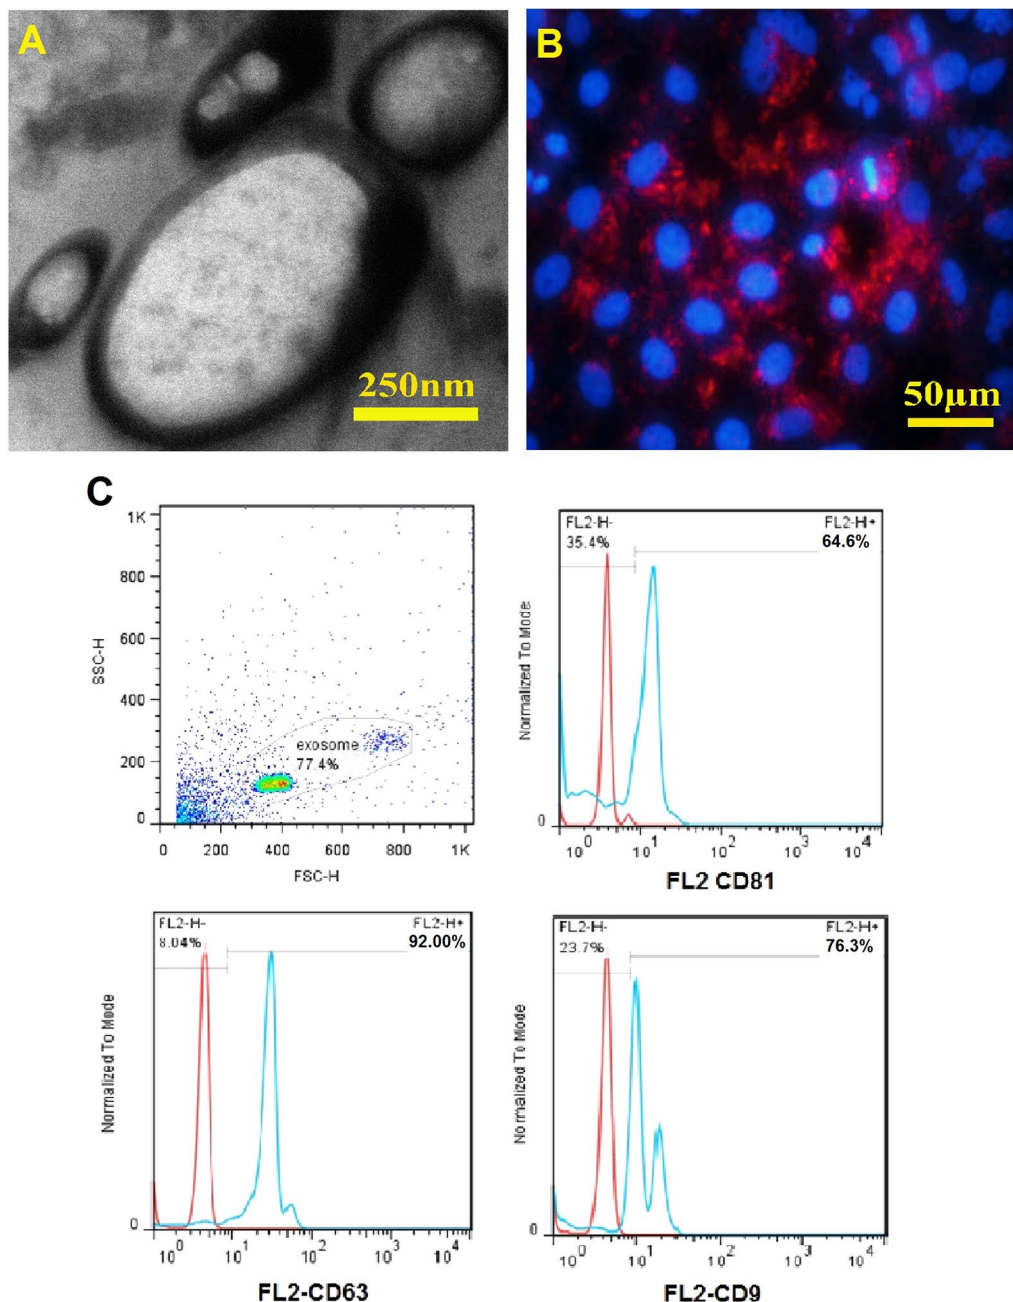 A
B
250nm
50µm
C
1K
800
600
400
200
0
SSC-H
exosome
77.4%
0 200 400 600 800 1K
FSC-H
FL2-H-
35.4%
FL2-H+
64.6%
Normalized To Mode
0
10^0 10^1 10^2 10^3 10^4
FL2 CD81
FL2-H-
8.04%
FL2-H+
92.00%
Normalized To Mode
0
10^0 10^1 10^2 10^3 10^4
FL2-CD63
FL2-H-
23.7%
FL2-H+
76.3%
Normalized To Mode
0
10^0 10^1 10^2 10^3 10^4
FL2-CD9